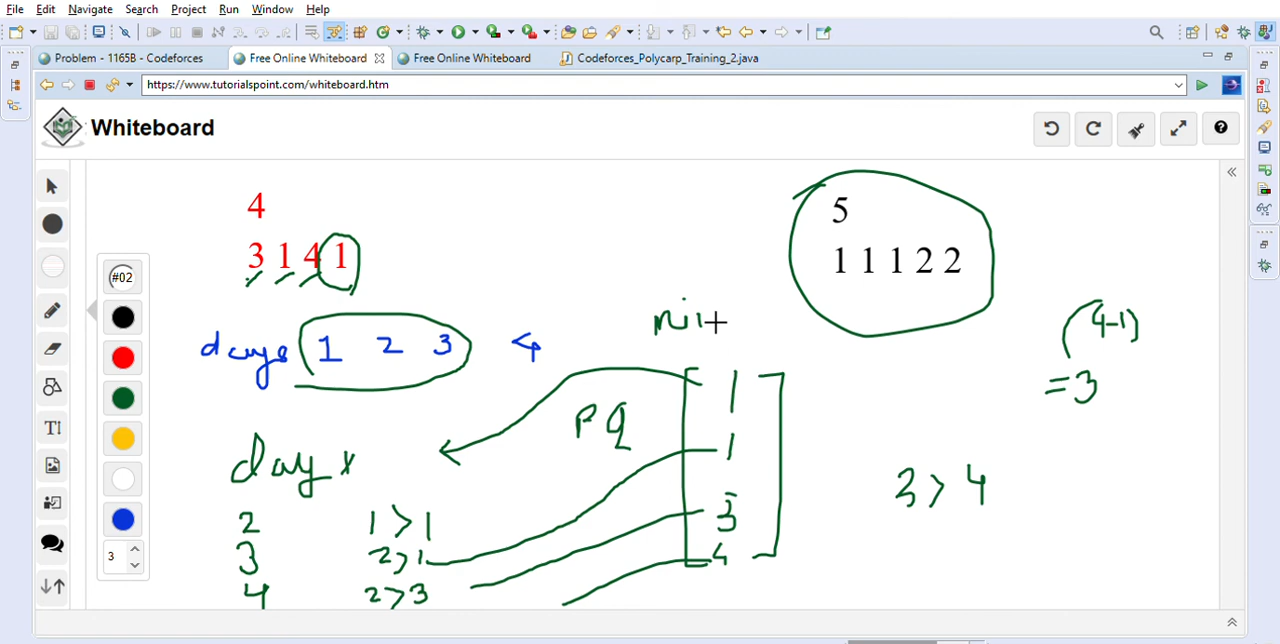 File Edit Navigate Search Project Run Window Help
Problem - 1165B - Codeforces Free Online Whiteboard Free Online Whiteboard Codeforces_Polycarp_Training_2.java
https://www.tutorialspoint.com/whiteboard.htm
Whiteboard
4
3 1 4 1
5
1 1 1 2 2
#02
days 1 2 3 4
min
(4-1)
=3
PQ
1
1
3
4
day x
2 1>1
3 2>1
4 2>3
3>4
TI
3